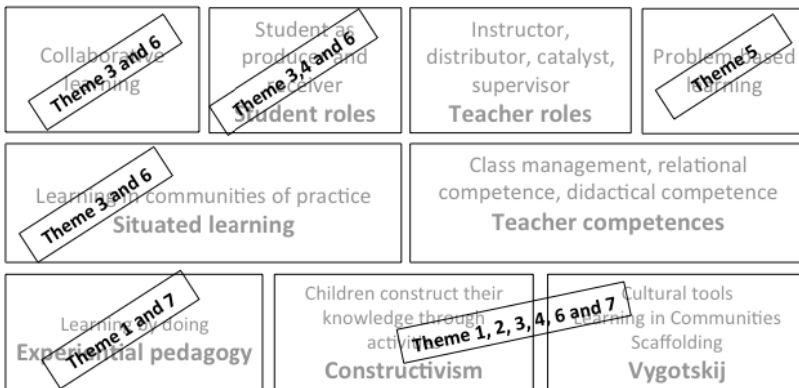 Collaborative
learning
Theme 3 and 6
Student as
producer and
receiver
Student roles
Theme 3,4 and 6
Instructor,
distributor, catalyst,
supervisor
Teacher roles
Problem-based
learning
Theme 5
Learning in communities of practice
Situated learning
Theme 3 and 6
Class management, relational
competence, didactical competence
Teacher competences
Learning by doing
Experiential pedagogy
Theme 1 and 7
Children construct their
knowledge through
Constructivism
Theme 1, 2, 3, 4, 6 and 7
Cultural tools
Learning in Communities
Scaffolding
Vygotskij